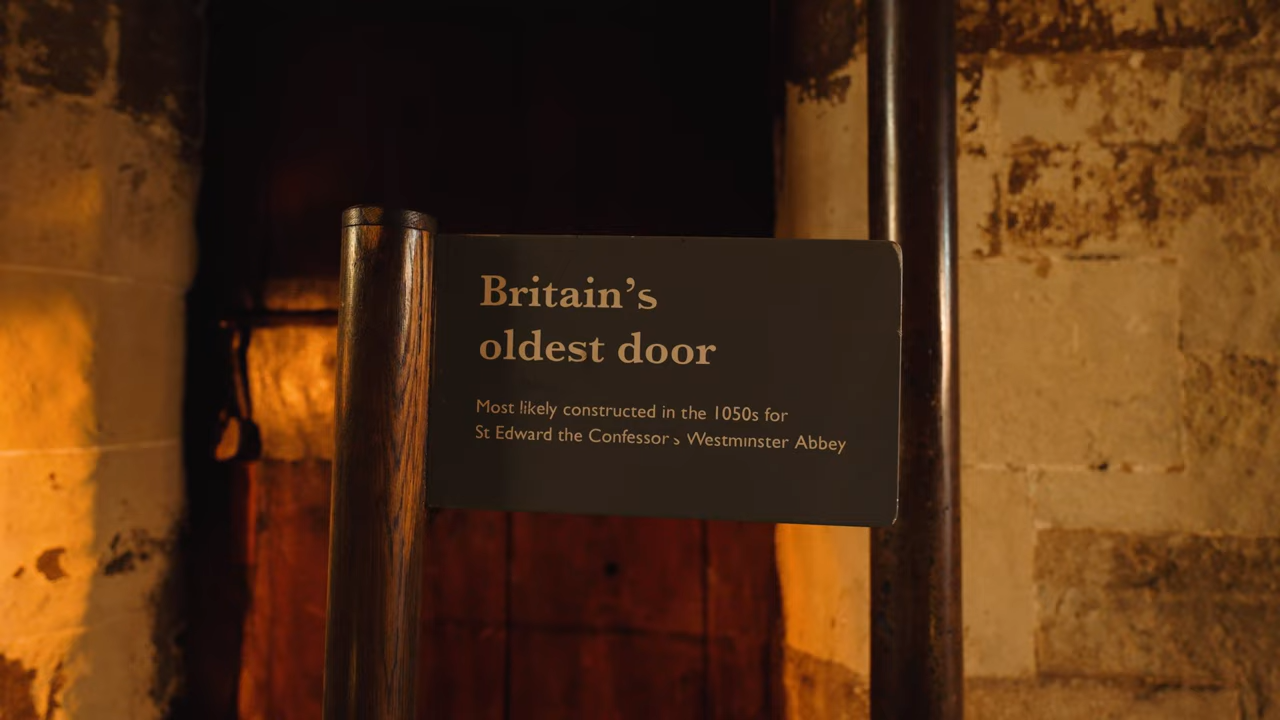 Britain’s
oldest door
Most likely constructed in the 1050s for
St Edward the Confessor’s Westminster Abbey